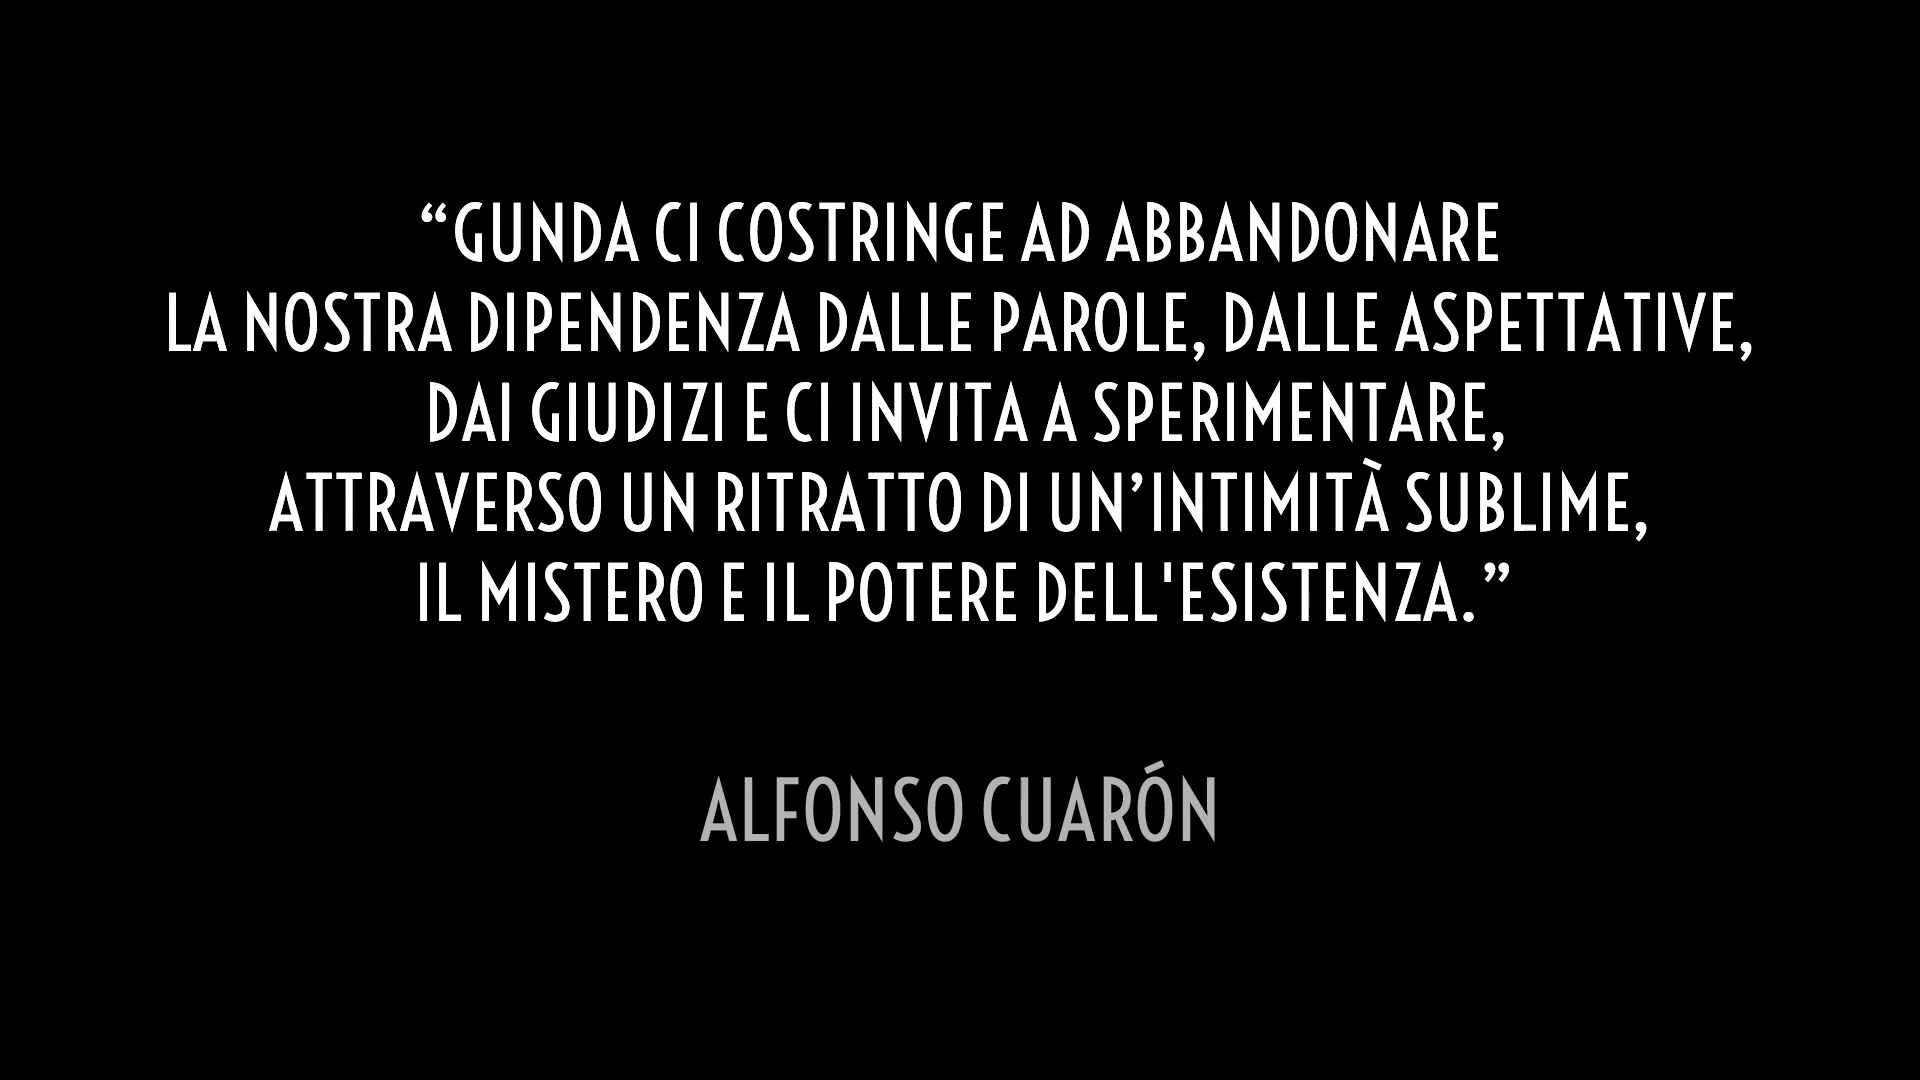 “GUNDA CI COSTRINGE AD ABBANDONARE
LA NOSTRA DIPENDENZA DALLE PAROLE, DALLE ASPETTATIVE,
DAI GIUDIZI E CI INVITA A SPERIMENTARE,
ATTRAVERSO UN RITRATTO DI UN’INTIMITÀ SUBLIME,
IL MISTERO E IL POTERE DELL'ESISTENZA.”
ALFONSO CUARÓN